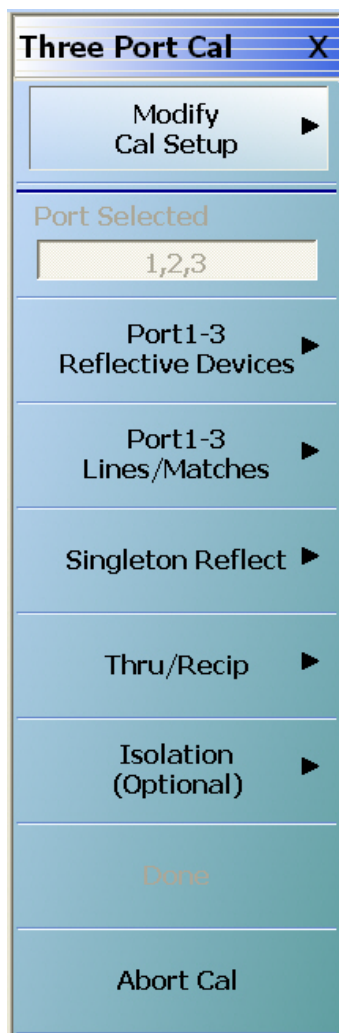 Three Port Cal X
Modify
Cal Setup
Port Selected
1,2,3
Port1-3
Reflective Devices
Port1-3
Lines/Matches
Singleton Reflect
Thru/Recip
Isolation
(Optional)
Done
Abort Cal